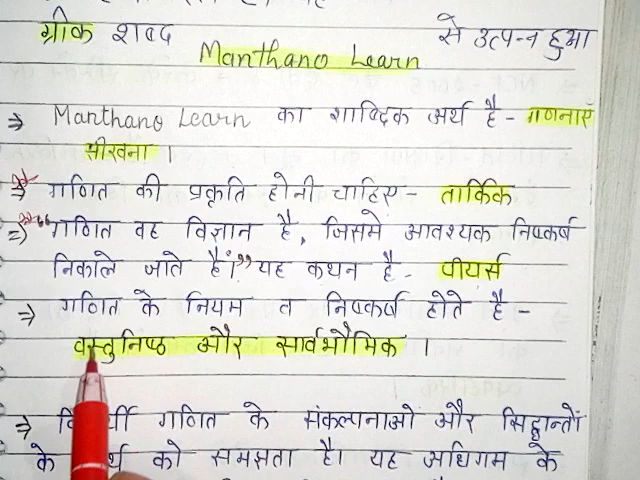 ग्रीक शब्द Manthano Learn से उत्पन्न हुआ
⇒ Manthano Learn का शाब्दिक अर्थ है - गणनाएँ
सीखना ।
⇒ गणित की प्रकृति होनी चाहिए - तार्किक
⇒ "गणित वह विज्ञान है, जिसमें आवश्यक निष्कर्ष
निकाले जाते हैं।" यह कथन है - पीयर्स
⇒ गणित के नियम व निष्कर्ष होते है -
वस्तुनिष्ठ और सार्वभौमिक ।
⇒ गणित के संकल्पनाओं और सिद्धान्तों
के को समझता है। यह अधिगम के